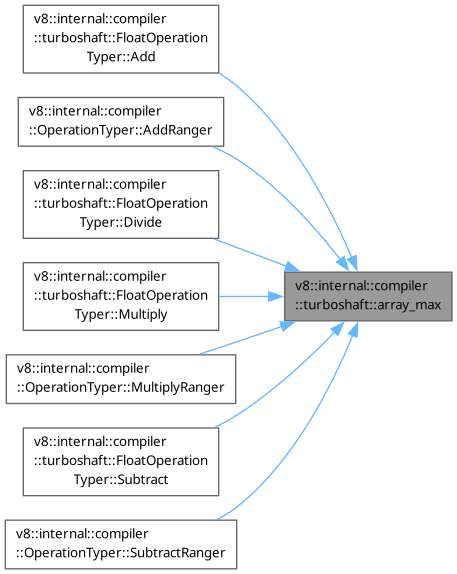 v8::internal::compiler
::turboshaft::FloatOperation
Typer::Add
v8::internal::compiler
::OperationTyper::AddRanger
v8::internal::compiler
::turboshaft::FloatOperation
Typer::Divide
v8::internal::compiler
::turboshaft::FloatOperation
Typer::Multiply
v8::internal::compiler
::OperationTyper::MultiplyRanger
v8::internal::compiler
::turboshaft::FloatOperation
Typer::Subtract
v8::internal::compiler
::OperationTyper::SubtractRanger
v8::internal::compiler
::turboshaft::array_max